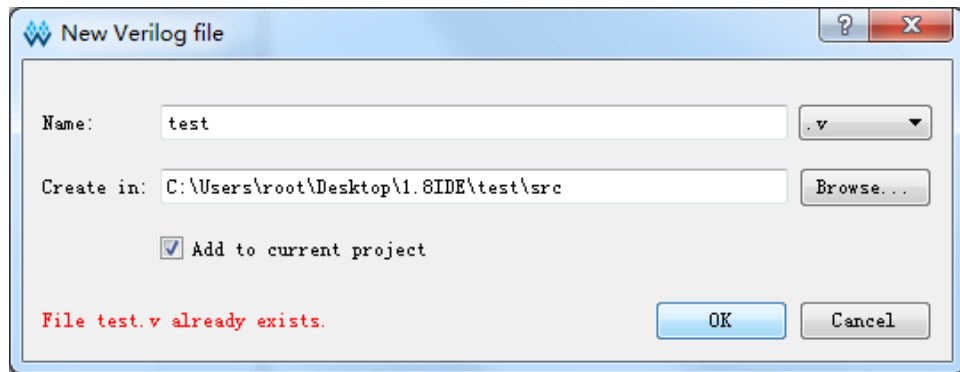 New Verilog file
Name: test .v
Create in: C:\Users\root\Desktop\1.8IDE\test\src Browse...
Add to current project
File test.v already exists. OK Cancel